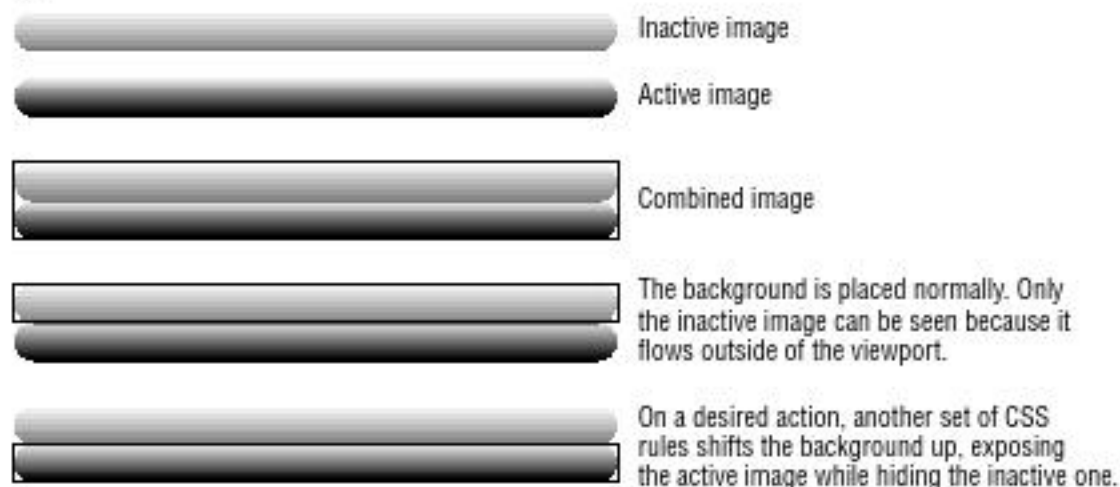 Inactive image
Active image
Combined image
The background is placed normally. Only
the inactive image can be seen because it
flows outside of the viewport.
On a desired action, another set of CSS
rules shifts the background up, exposing
the active image while hiding the inactive one.